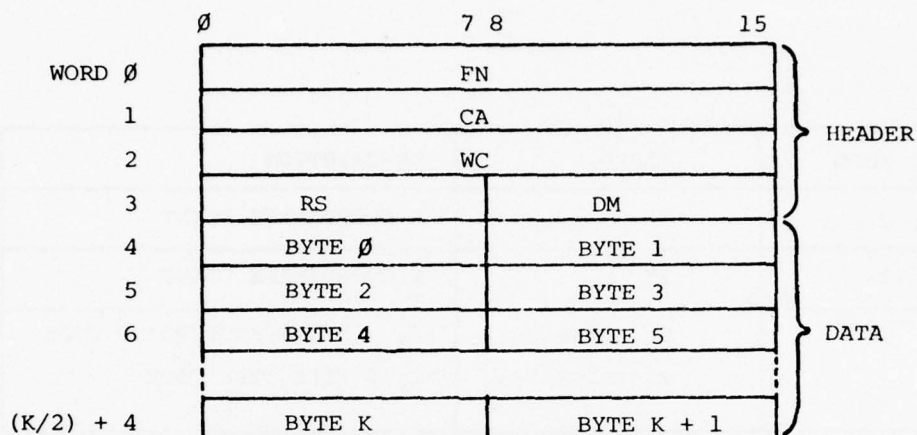 Ø 7 8 15
WORD Ø FN
1 CA HEADER
2 WC
3 RS DM
4 BYTE Ø BYTE 1
5 BYTE 2 BYTE 3
6 BYTE 4 BYTE 5 DATA
(K/2) + 4 BYTE K BYTE K + 1